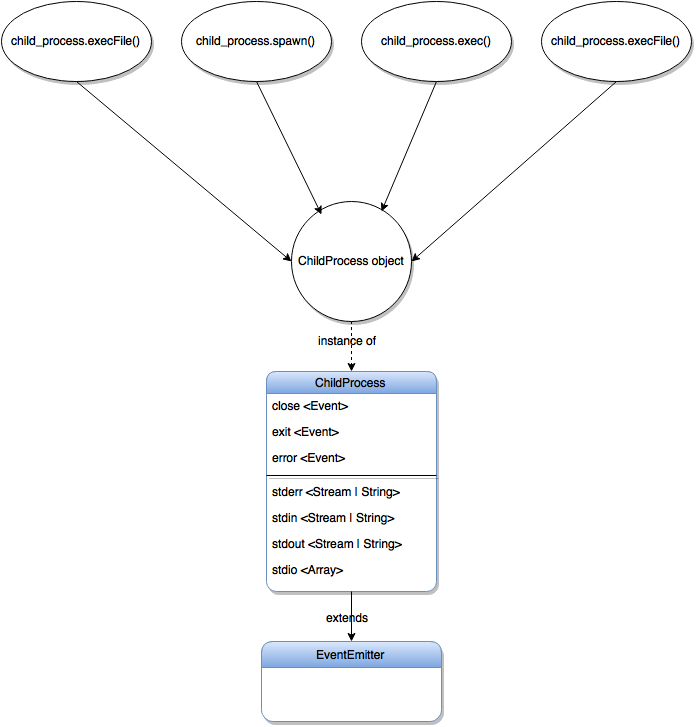 child_process.execFile()
child_process.spawn()
child_process.exec()
child_process.execFile()
ChildProcess object
instance of
ChildProcess
close <Event>
exit <Event>
error <Event>
stderr <Stream | String>
stdin <Stream | String>
stdout <Stream | String>
stdio <Array>
extends
EventEmitter